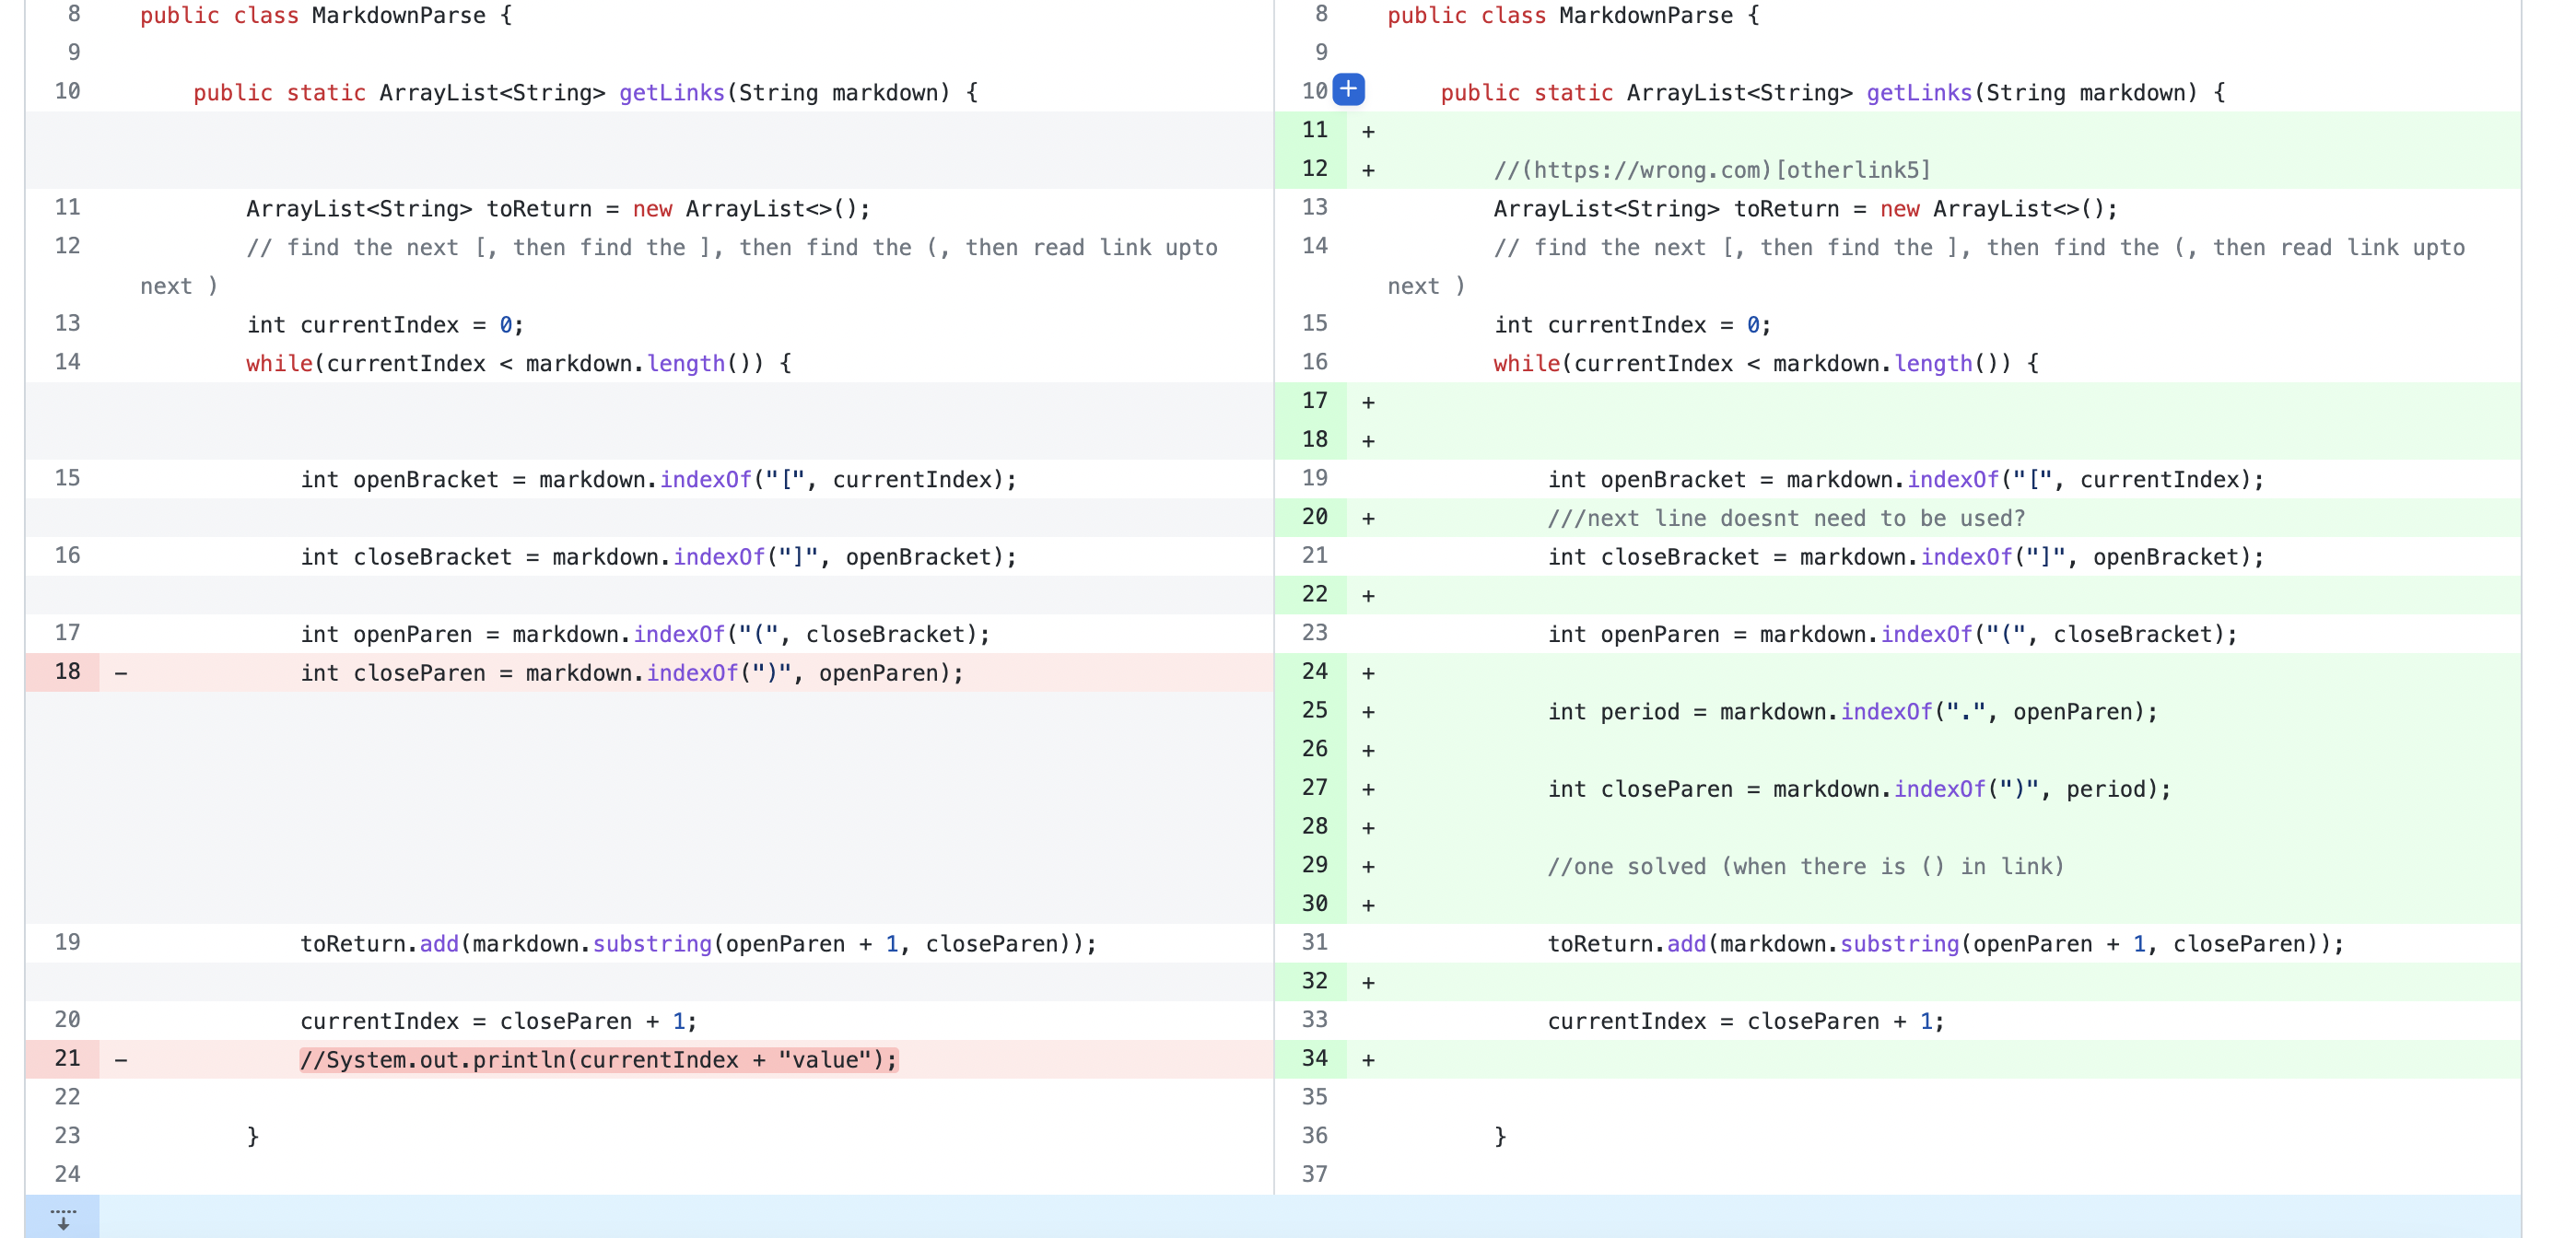 8 public class MarkdownParse {
9
10 public static ArrayList<String> getLinks(String markdown) {
11 ArrayList<String> toReturn = new ArrayList<>();
12 // find the next [, then find the ], then find the (, then read link upto
next )
13 int currentIndex = 0;
14 while(currentIndex < markdown.length()) {
15 int openBracket = markdown.indexOf("[", currentIndex);
16 int closeBracket = markdown.indexOf("]", openBracket);
17 int openParen = markdown.indexOf("(", closeBracket);
18 − int closeParen = markdown.indexOf(")", openParen);
19 toReturn.add(markdown.substring(openParen + 1, closeParen));
20 currentIndex = closeParen + 1;
21 − //System.out.println(currentIndex + "value");
22
23 }
24
8 public class MarkdownParse {
9
10 + public static ArrayList<String> getLinks(String markdown) {
11 +
12 + //(https://wrong.com)[otherlink5]
13 ArrayList<String> toReturn = new ArrayList<>();
14 // find the next [, then find the ], then find the (, then read link upto
next )
15 int currentIndex = 0;
16 while(currentIndex < markdown.length()) {
17 +
18 +
19 int openBracket = markdown.indexOf("[", currentIndex);
20 + ///next line doesnt need to be used?
21 int closeBracket = markdown.indexOf("]", openBracket);
22 +
23 int openParen = markdown.indexOf("(", closeBracket);
24 +
25 + int period = markdown.indexOf(".", openParen);
26 +
27 + int closeParen = markdown.indexOf(")", period);
28 +
29 + //one solved (when there is () in link)
30 +
31 toReturn.add(markdown.substring(openParen + 1, closeParen));
32 +
33 currentIndex = closeParen + 1;
34 +
35
36 }
37